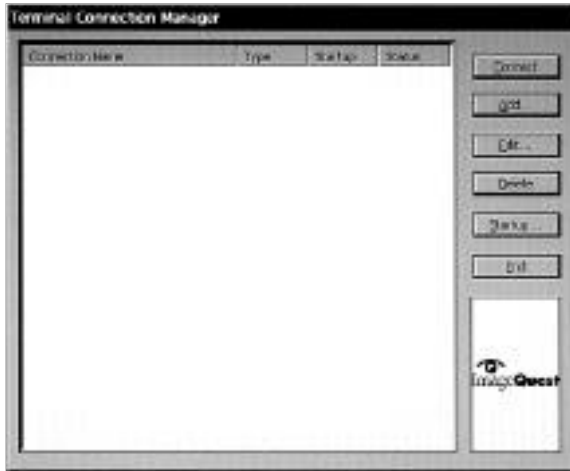 Terminal Connection Manager
Connection Name Type Startup Status
Connect
Add
Edit...
Delete
Startup...
Exit
ImageQuest